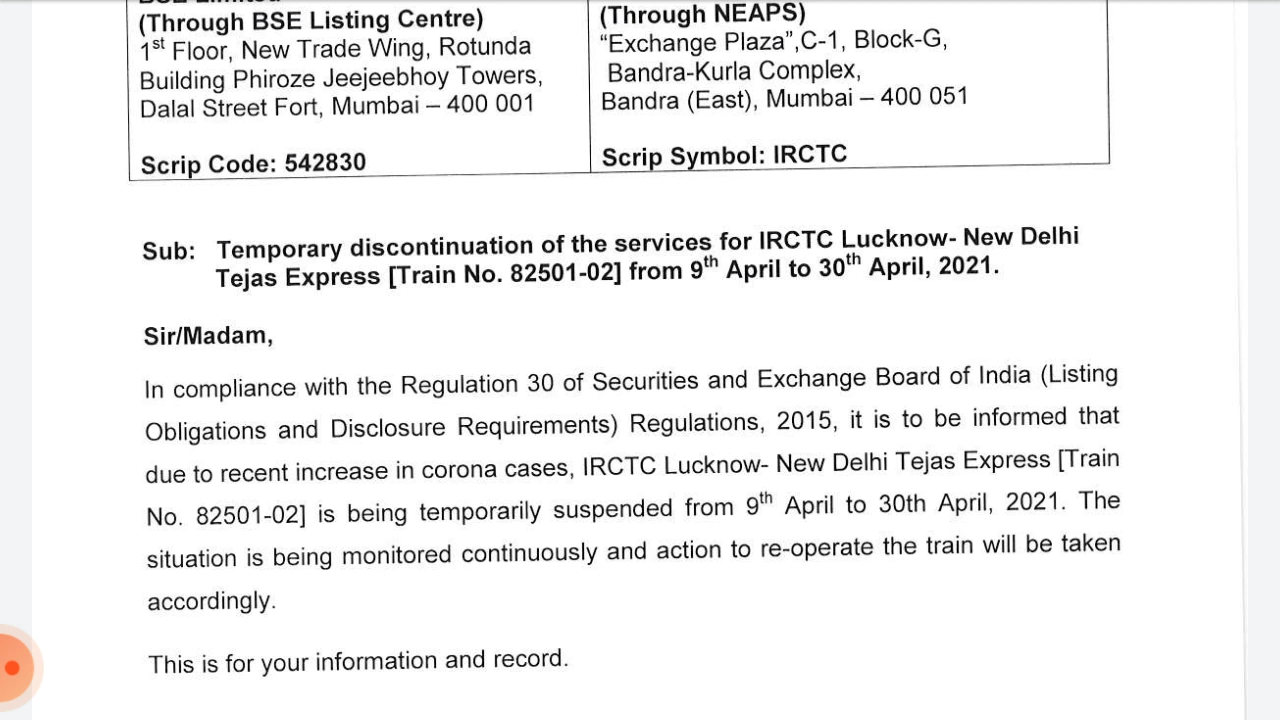 (Through BSE Listing Centre)
1st Floor, New Trade Wing, Rotunda
Building Phiroze Jeejeebhoy Towers,
Dalal Street Fort, Mumbai – 400 001
Scrip Code: 542830
(Through NEAPS)
“Exchange Plaza”,C-1, Block-G,
Bandra-Kurla Complex,
Bandra (East), Mumbai – 400 051
Scrip Symbol: IRCTC
Sub: Temporary discontinuation of the services for IRCTC Lucknow- New Delhi
Tejas Express [Train No. 82501-02] from 9th April to 30th April, 2021.
Sir/Madam,
In compliance with the Regulation 30 of Securities and Exchange Board of India (Listing
Obligations and Disclosure Requirements) Regulations, 2015, it is to be informed that
due to recent increase in corona cases, IRCTC Lucknow- New Delhi Tejas Express [Train
No. 82501-02] is being temporarily suspended from 9th April to 30th April, 2021. The
situation is being monitored continuously and action to re-operate the train will be taken
accordingly.
This is for your information and record.